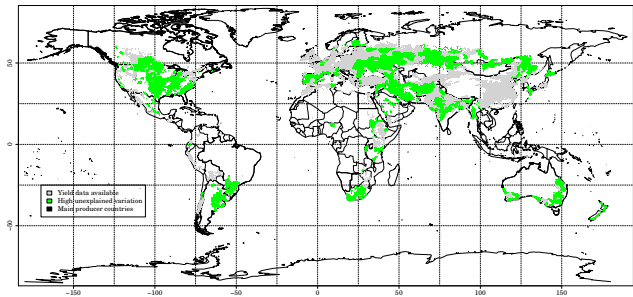 50
0
−50
Yield data available
High unexplained variation
Main producer countries
−150 −100 −50 0 50 100 150